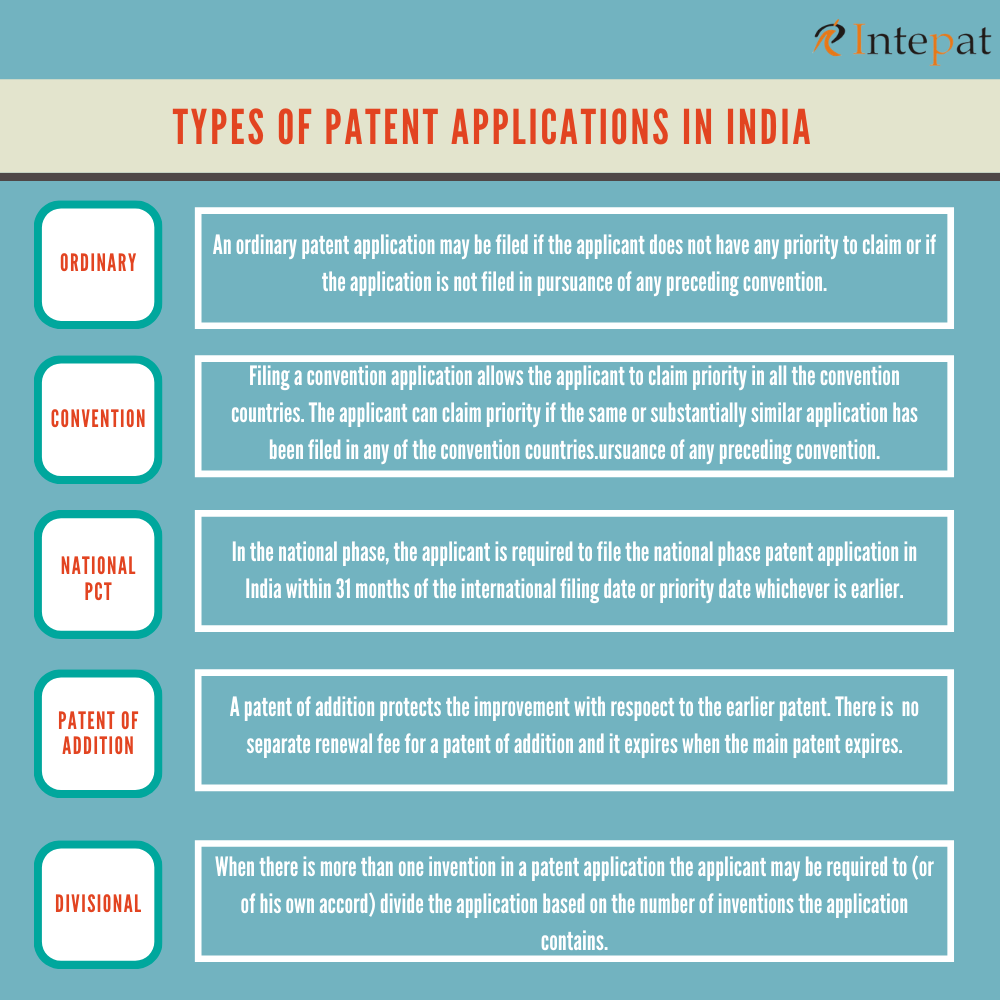 Intepat
TYPES OF PATENT APPLICATIONS IN INDIA
ORDINARY
An ordinary patent application may be filed if the applicant does not have any priority to claim or if
the application is not filed in pursuance of any preceding convention.
CONVENTION
Filing a convention application allows the applicant to claim priority in all the convention
countries. The applicant can claim priority if the same or substantially similar application has
been filed in any of the convention countries.ursuance of any preceding convention.
NATIONAL
PCT
In the national phase, the applicant is required to file the national phase patent application in
India within 31 months of the international filing date or priority date whichever is earlier.
PATENT OF
ADDITION
A patent of addition protects the improvement with respoect to the earlier patent. There is  no
separate renewal fee for a patent of addition and it expires when the main patent expires.
DIVISIONAL
When there is more than one invention in a patent application the applicant may be required to (or
of his own accord) divide the application based on the number of inventions the application
contains.